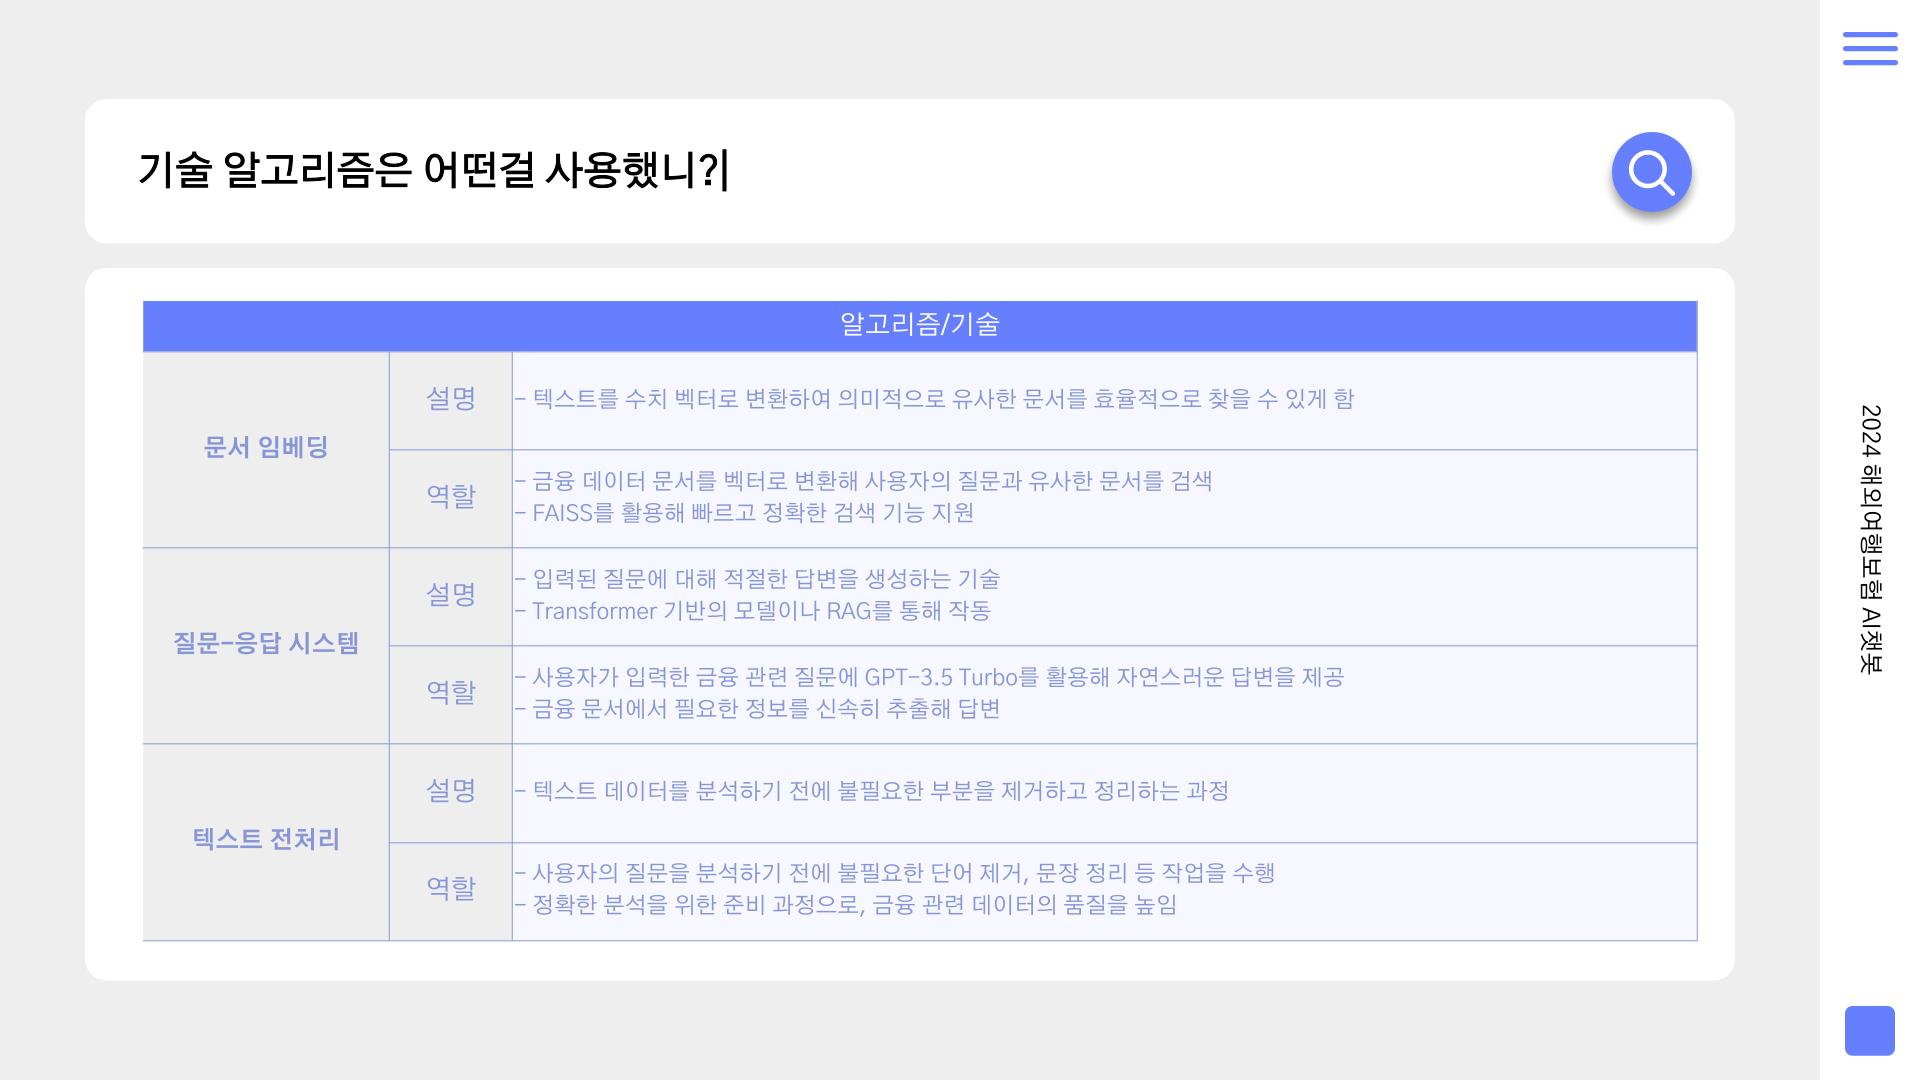 기술 알고리즘은 어떤걸 사용했니?|
알고리즘/기술
문서 임베딩
설명
- 텍스트를 수치 벡터로 변환하여 의미적으로 유사한 문서를 효율적으로 찾을 수 있게 함
역할
- 금융 데이터 문서를 벡터로 변환해 사용자의 질문과 유사한 문서를 검색
- FAISS를 활용해 빠르고 정확한 검색 기능 지원
질문-응답 시스템
설명
- 입력된 질문에 대해 적절한 답변을 생성하는 기술
- Transformer 기반의 모델이나 RAG를 통해 작동
역할
- 사용자가 입력한 금융 관련 질문에 GPT-3.5 Turbo를 활용해 자연스러운 답변을 제공
- 금융 문서에서 필요한 정보를 신속히 추출해 답변
텍스트 전처리
설명
- 텍스트 데이터를 분석하기 전에 불필요한 부분을 제거하고 정리하는 과정
역할
- 사용자의 질문을 분석하기 전에 불필요한 단어 제거, 문장 정리 등 작업을 수행
- 정확한 분석을 위한 준비 과정으로, 금융 관련 데이터의 품질을 높임
2024 해외여행보험 AI챗봇